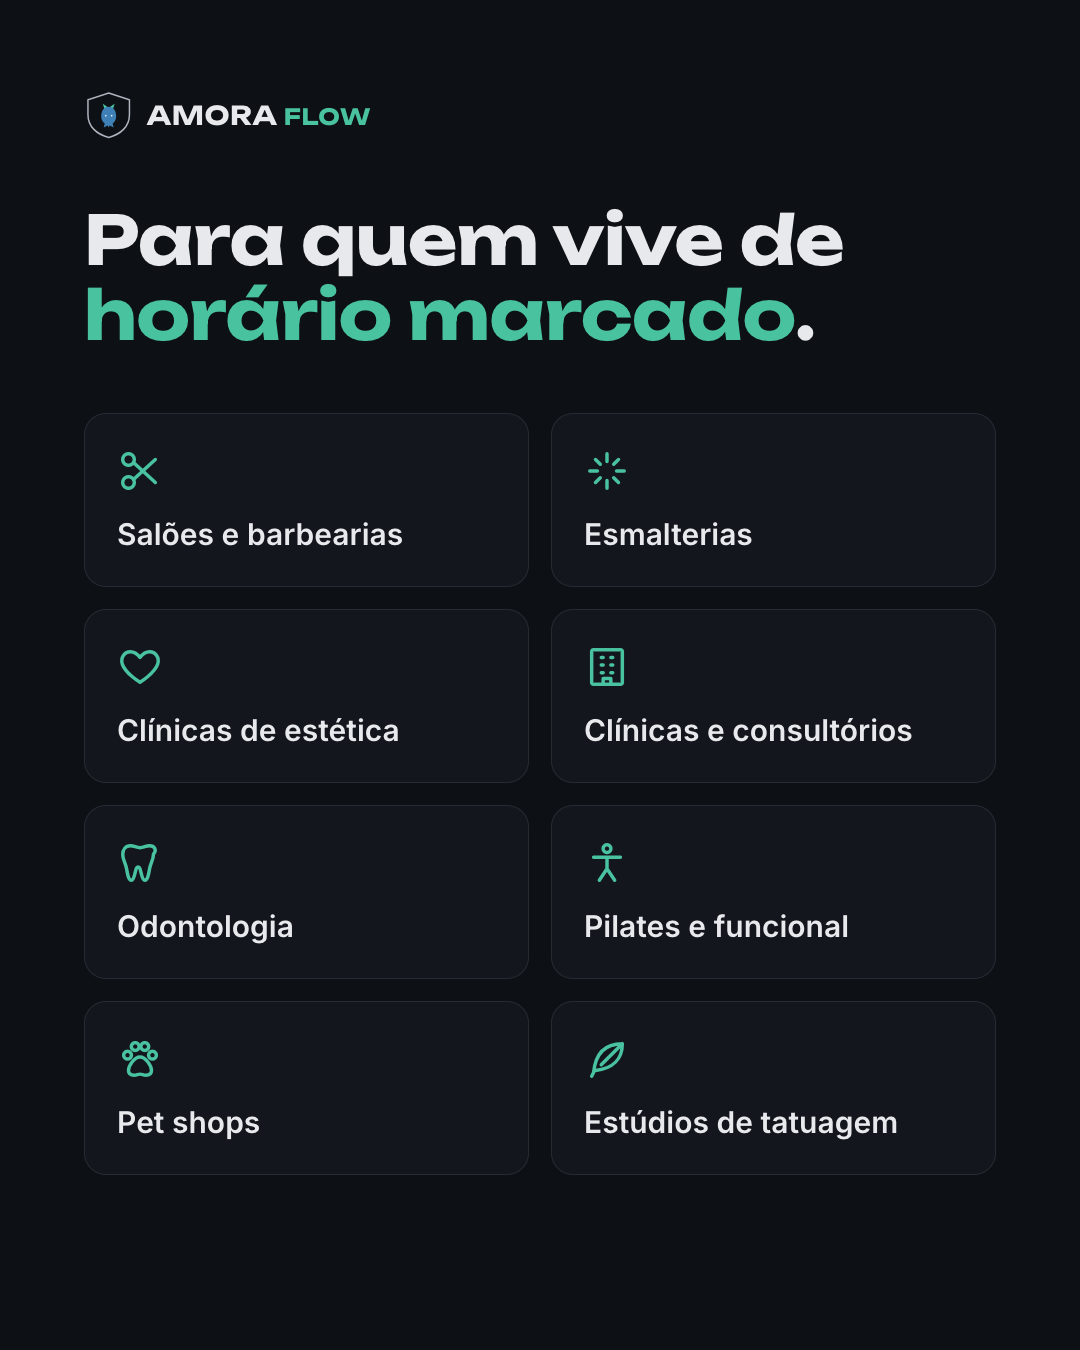 AMORA FLOW
Para quem vive de
horário marcado.
Salões e barbearias
Esmalterias
Clínicas de estética
Clínicas e consultórios
Odontologia
Pilates e funcional
Pet shops
Estúdios de tatuagem